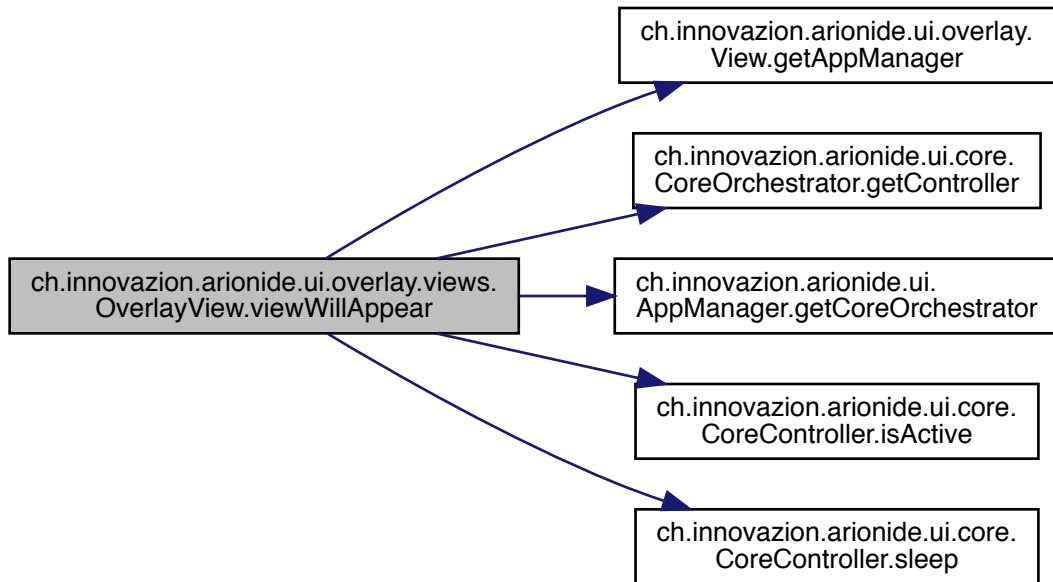 ch.innovazion.arionide.ui.overlay.
View.getAppManager
ch.innovazion.arionide.ui.core.
CoreOrchestrator.getController
ch.innovazion.arionide.ui.overlay.views.
OverlayView.viewWillAppear
ch.innovazion.arionide.ui.
AppManager.getCoreOrchestrator
ch.innovazion.arionide.ui.core.
CoreController.isActive
ch.innovazion.arionide.ui.core.
CoreController.sleep